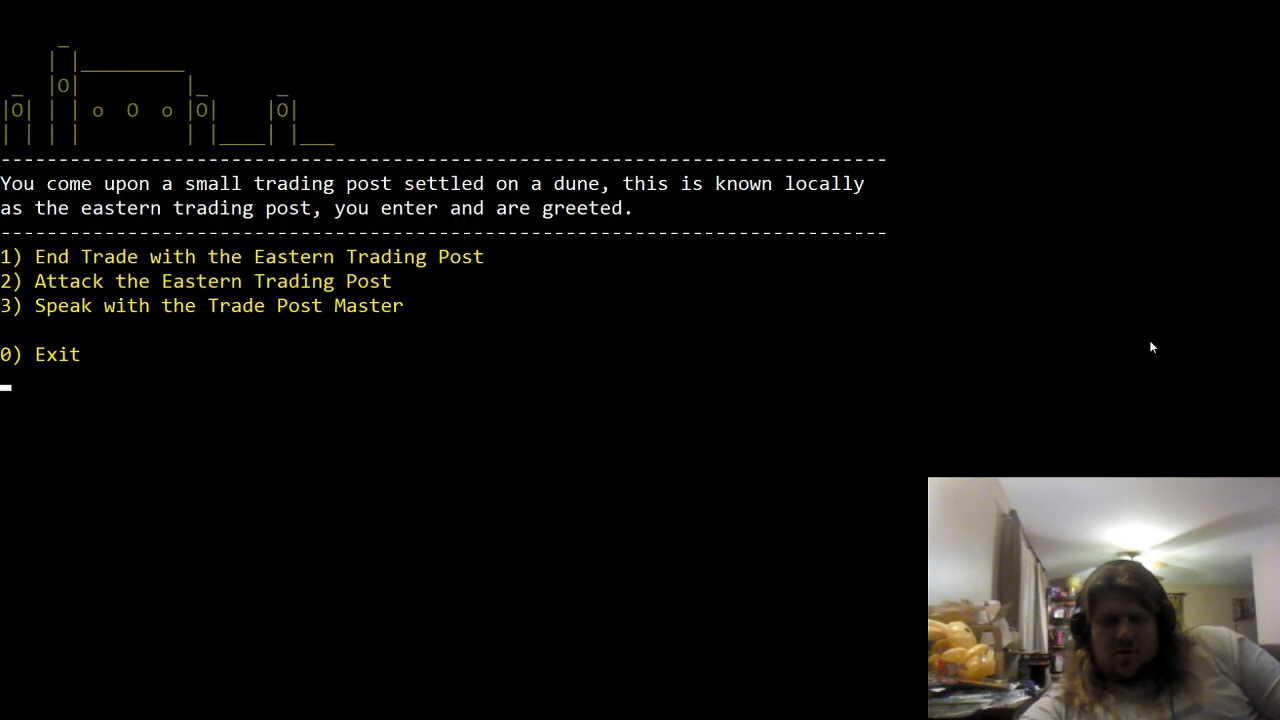 You come upon a small trading post settled on a dune, this is known locally
as the eastern trading post, you enter and are greeted.
1) End Trade with the Eastern Trading Post
2) Attack the Eastern Trading Post
3) Speak with the Trade Post Master
0) Exit